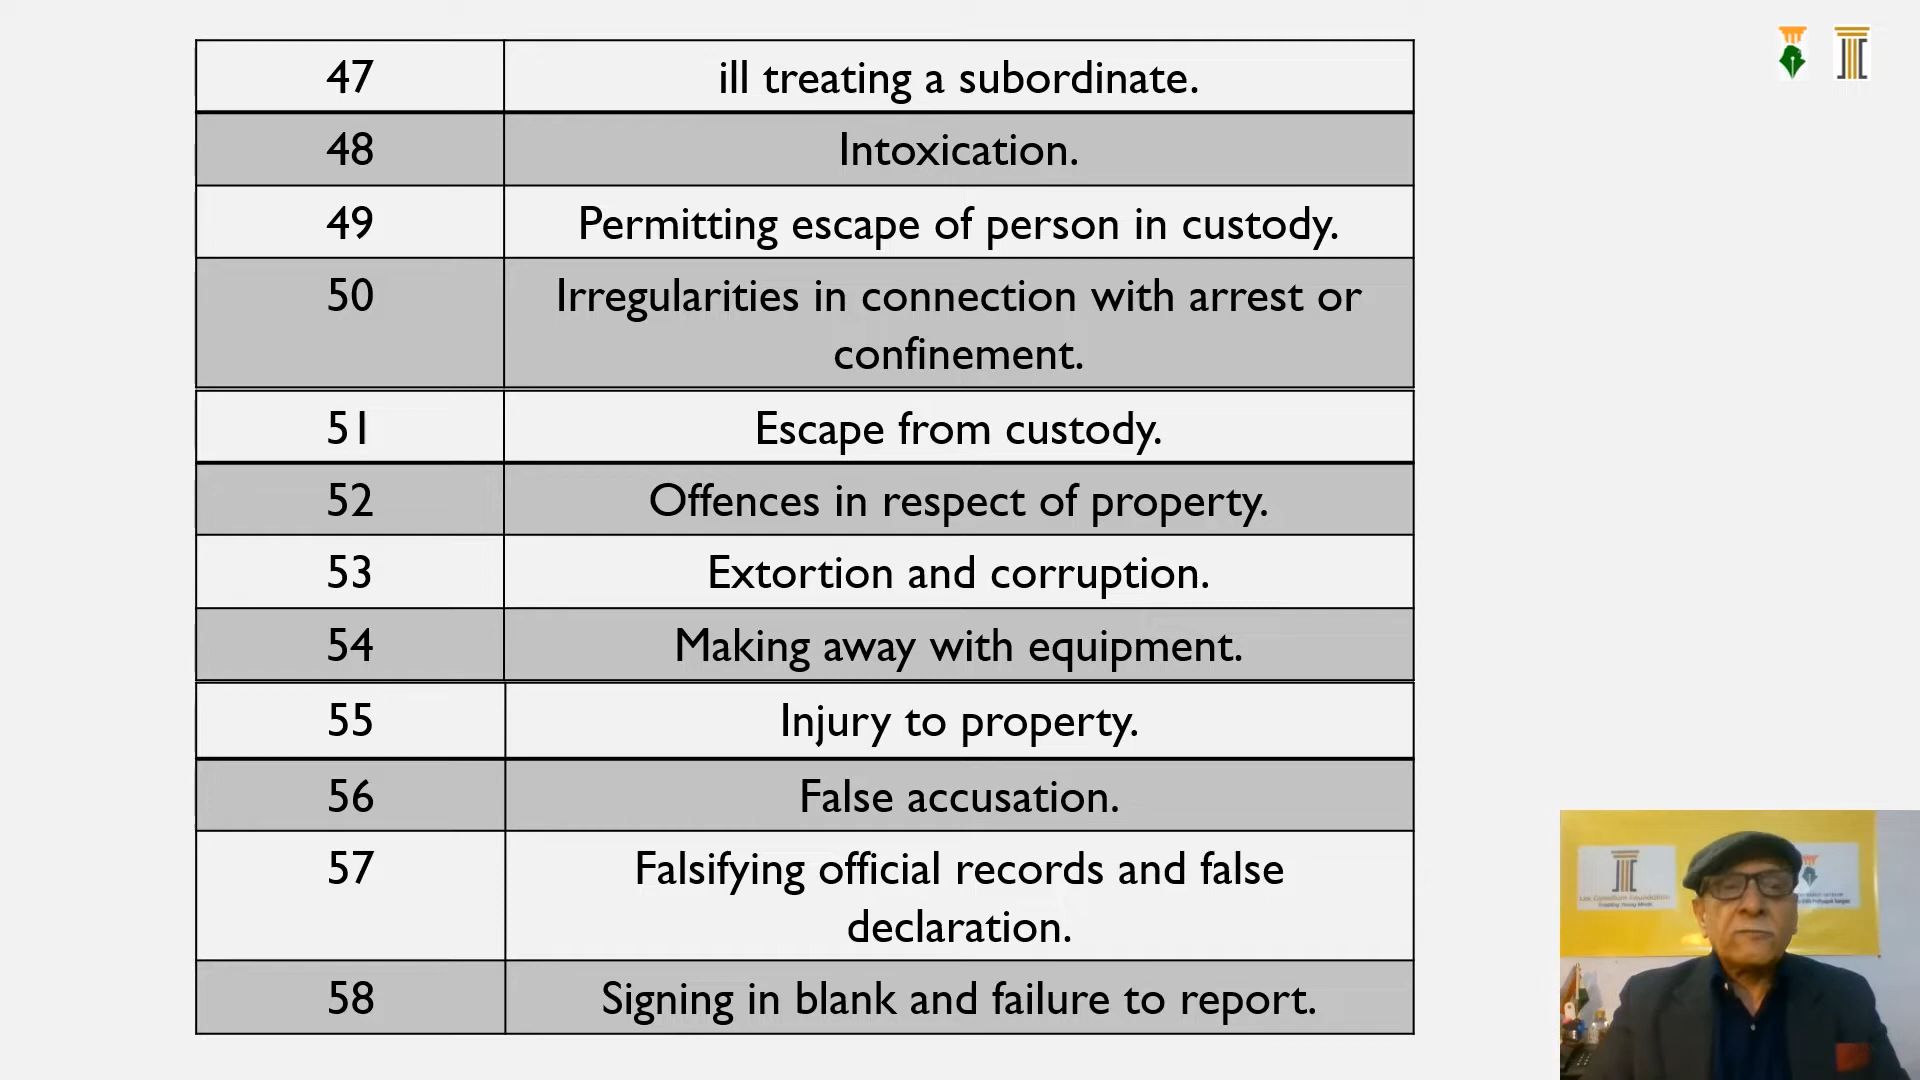 47 ill treating a subordinate.
48 Intoxication.
49 Permitting escape of person in custody.
50 Irregularities in connection with arrest or
confinement.
51 Escape from custody.
52 Offences in respect of property.
53 Extortion and corruption.
54 Making away with equipment.
55 Injury to property.
56 False accusation.
57 Falsifying official records and false
declaration.
58 Signing in blank and failure to report.